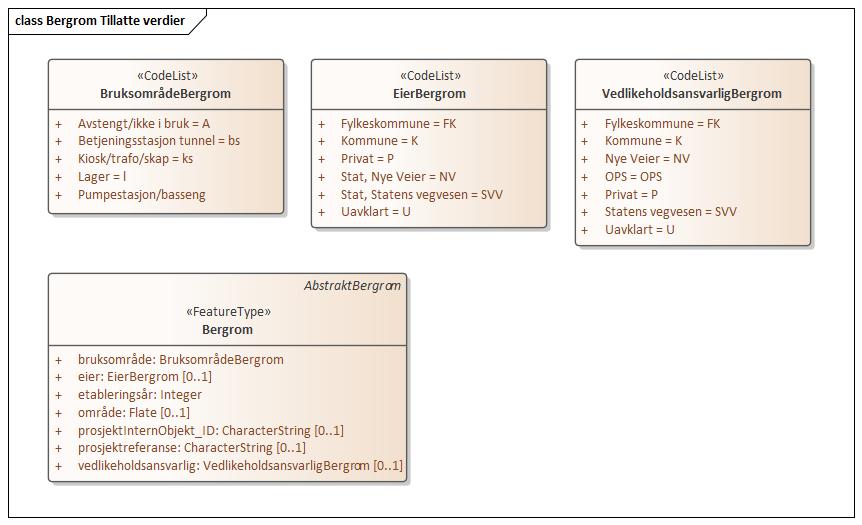 class Bergrom Tillatte verdier
«CodeList»
BruksområdeBergrom
+ Avstengt/ikke i bruk = A
+ Betjeningsstasjon tunnel = bs
+ Kiosk/trafo/skap = ks
+ Lager = l
+ Pumpestasjon/basseng
«CodeList»
EierBergrom
+ Fylkeskommune = FK
+ Kommune = K
+ Privat = P
+ Stat, Nye Veier = NV
+ Stat, Statens vegvesen = SVV
+ Uavklart = U
«CodeList»
VedlikeholdsansvarligBergrom
+ Fylkeskommune = FK
+ Kommune = K
+ Nye Veier = NV
+ OPS = OPS
+ Privat = P
+ Statens vegvesen = SVV
+ Uavklart = U
AbstraktBergrom
«FeatureType»
Bergrom
+ bruksområde: BruksområdeBergrom
+ eier: EierBergrom [0..1]
+ etableringsår: Integer
+ område: Flate [0..1]
+ prosjektInternObjekt_ID: CharacterString [0..1]
+ prosjektreferanse: CharacterString [0..1]
+ vedlikeholdsansvarlig: VedlikeholdsansvarligBergrom [0..1]